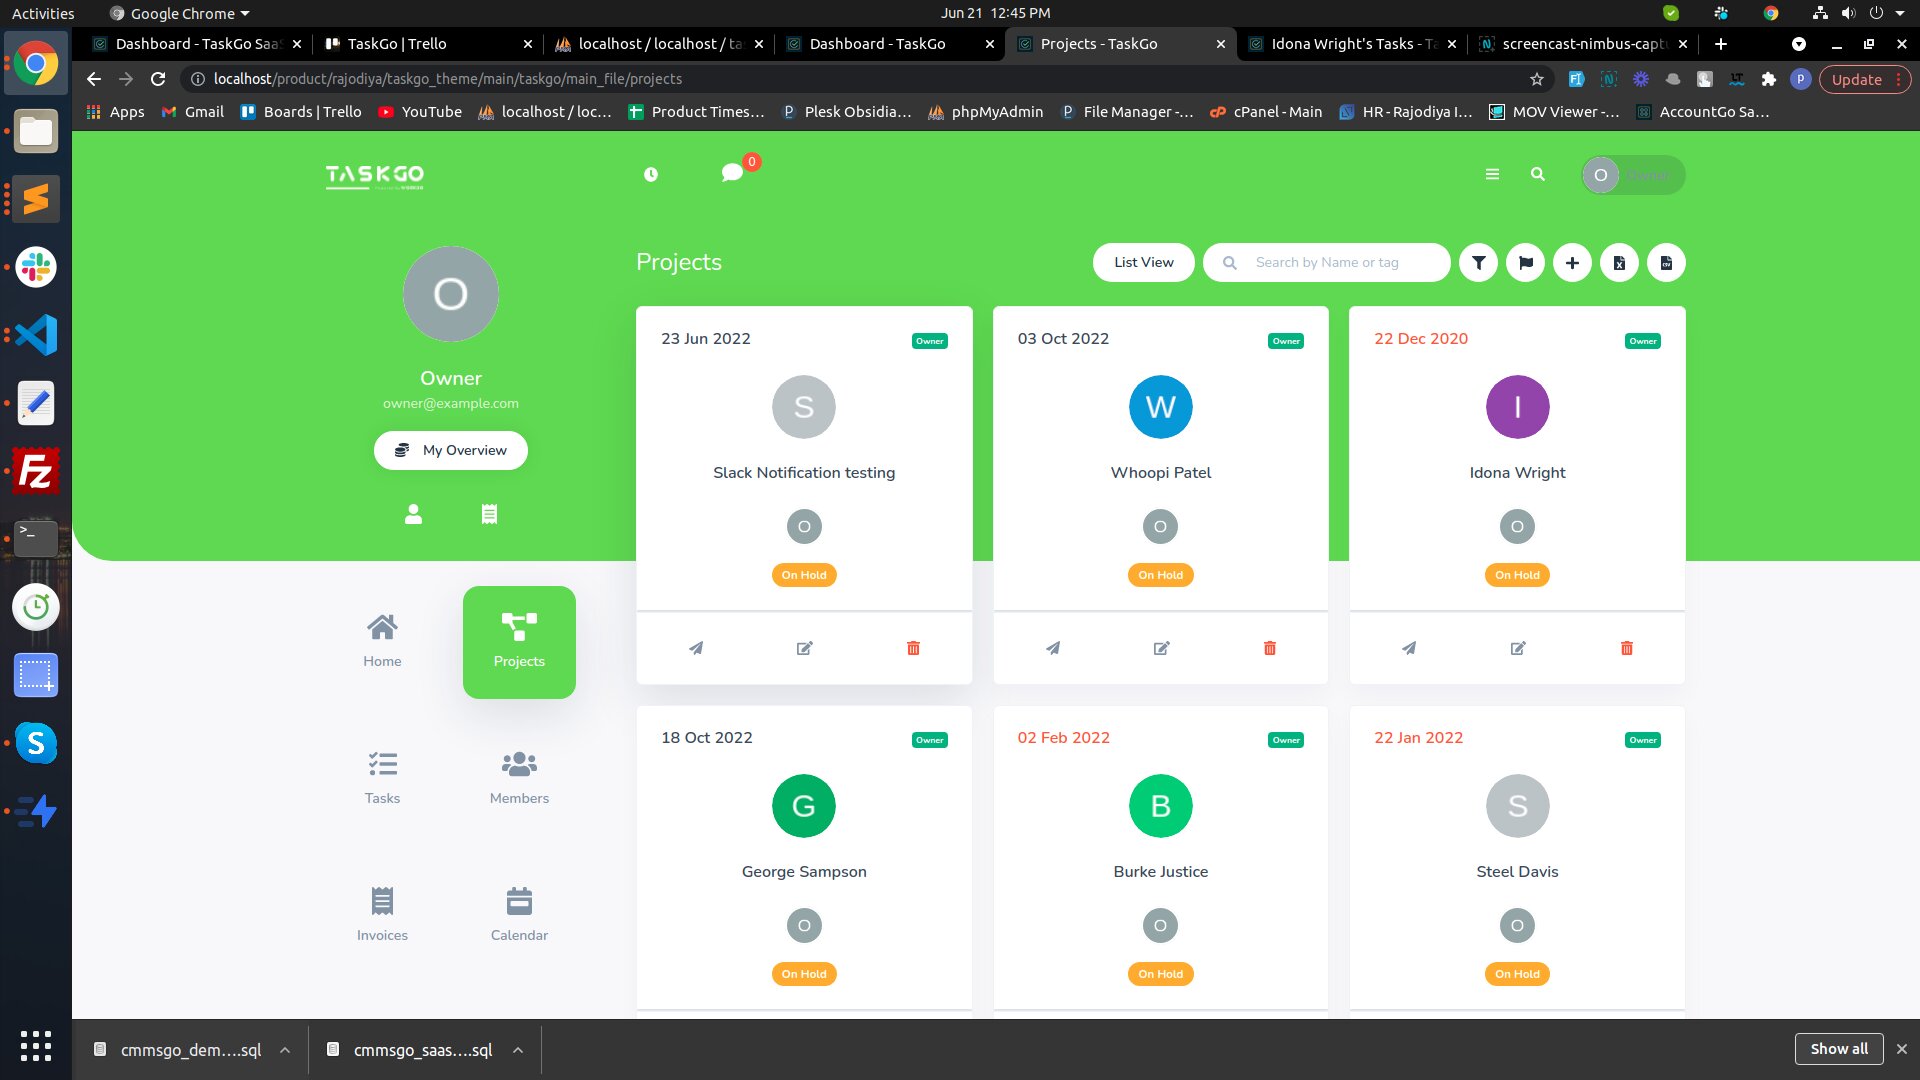 Activities
Google Chrome
Jun 21 12:45 PM
Dashboard - TaskGo SaaS
TaskGo | Trello
localhost / localhost / ta
Dashboard - TaskGo
Projects - TaskGo
Idona Wright's Tasks - Ta
screencast-nimbus-captu
localhost/product/rajodiya/taskgo_theme/main/taskgo/main_file/projects
P
Update
Apps
Gmail
Boards | Trello
YouTube
localhost / loc...
Product Times...
Plesk Obsidia...
phpMyAdmin
File Manager -...
cPanel - Main
HR - Rajodiya I...
MOV Viewer -...
AccountGo Sa...
TASKGO
0
O
Owner
O
Owner
owner@example.com
My Overview
Home
Projects
Tasks
Members
Invoices
Calendar
Projects
List View
Search by Name or tag
23 Jun 2022
Owner
S
Slack Notification testing
O
On Hold
03 Oct 2022
Owner
W
Whoopi Patel
O
On Hold
22 Dec 2020
Owner
I
Idona Wright
O
On Hold
18 Oct 2022
Owner
G
George Sampson
O
On Hold
02 Feb 2022
Owner
B
Burke Justice
O
On Hold
22 Jan 2022
Owner
S
Steel Davis
O
On Hold
cmmsgo_dem....sql
cmmsgo_saas....sql
Show all